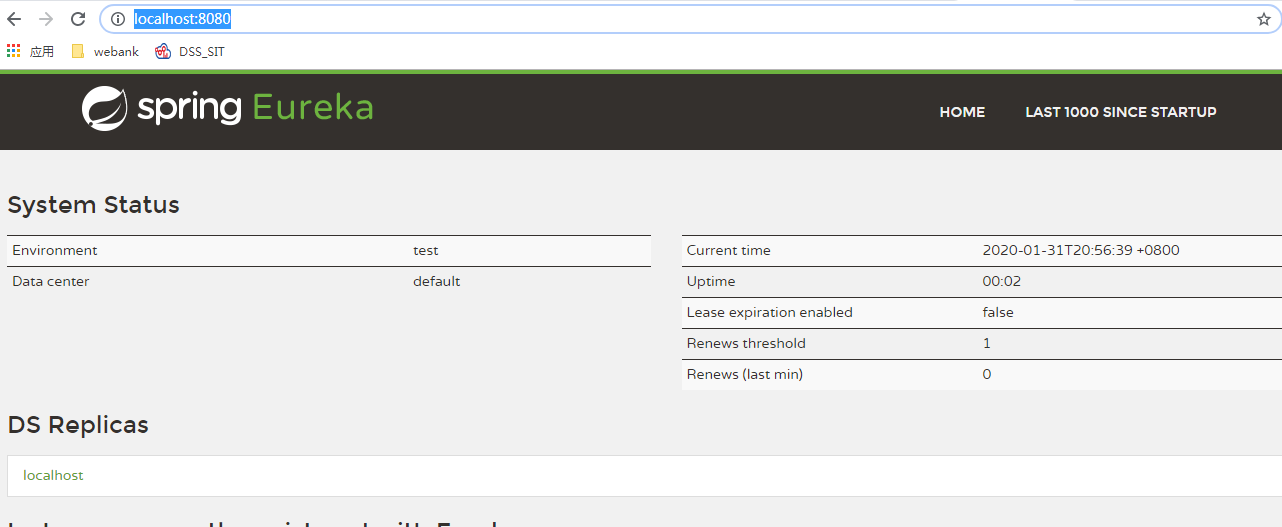 localhost:8080
应用 webank DSS_SIT
spring Eureka HOME LAST 1000 SINCE STARTUP
System Status
Environment test
Data center default
Current time 2020-01-31T20:56:39 +0800
Uptime 00:02
Lease expiration enabled false
Renews threshold 1
Renews (last min) 0
DS Replicas
localhost